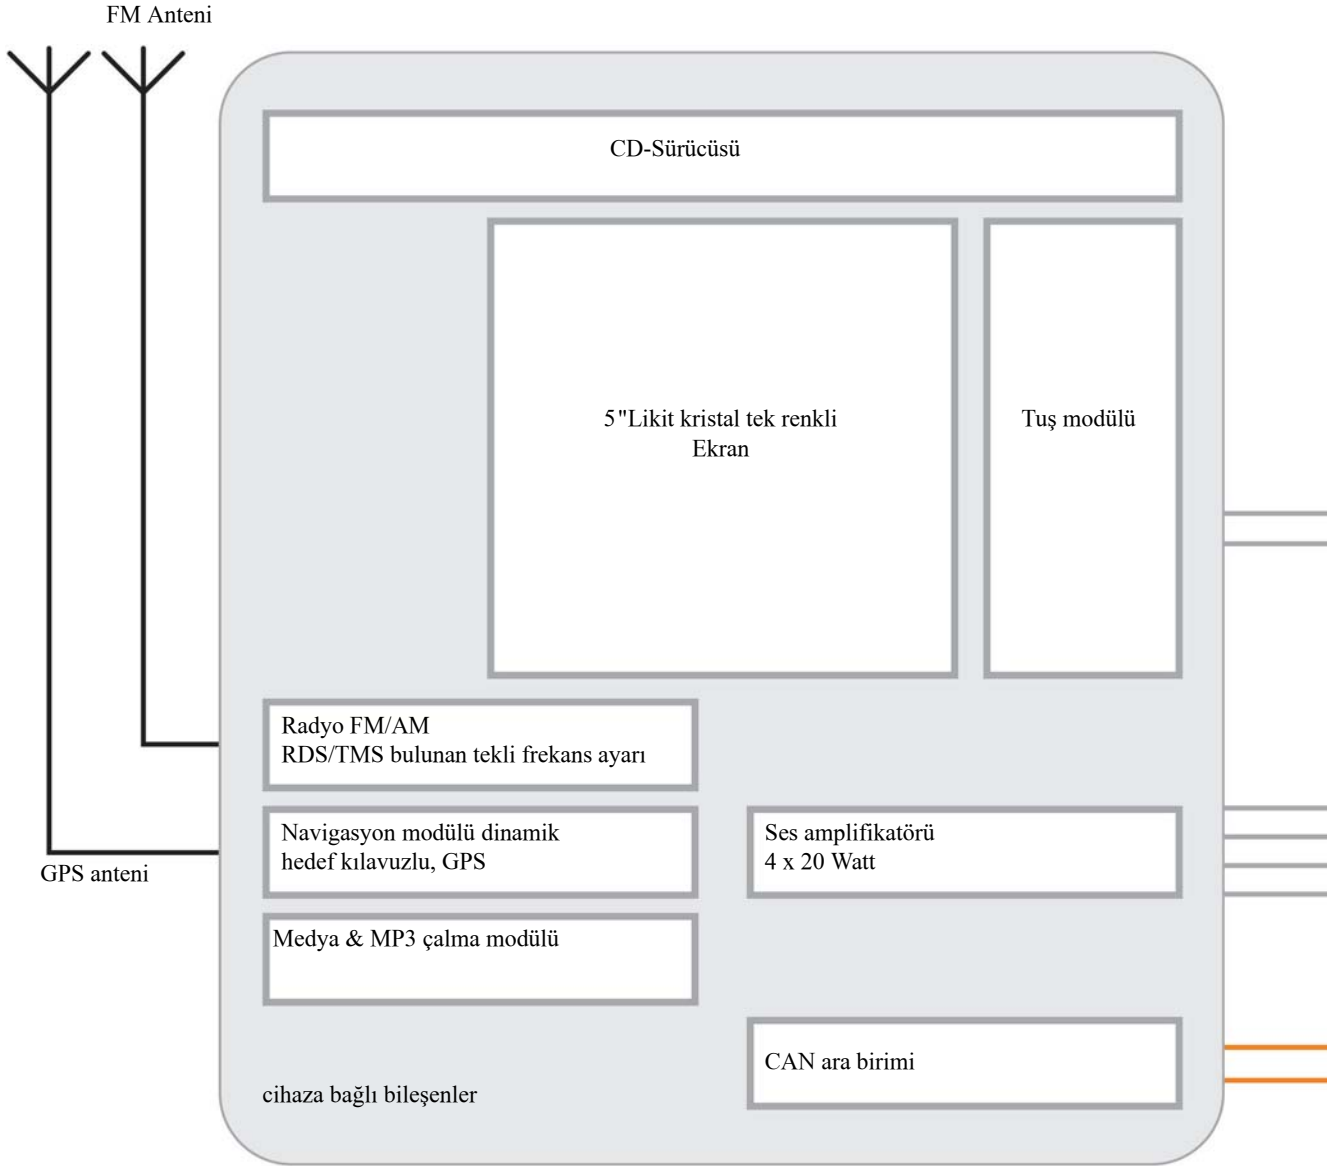 FM Anteni
CD-Sürücüsü
5"Likit kristal tek renkli
Ekran
Tuş modülü
Radyo FM/AM
RDS/TMS bulunan tekli frekans ayarı
Navigasyon modülü dinamik
hedef kılavuzlu, GPS
Ses amplifikatörü
4 x 20 Watt
GPS anteni
Medya & MP3 çalma modülü
CAN ara birimi
cihaza bağlı bileşenler